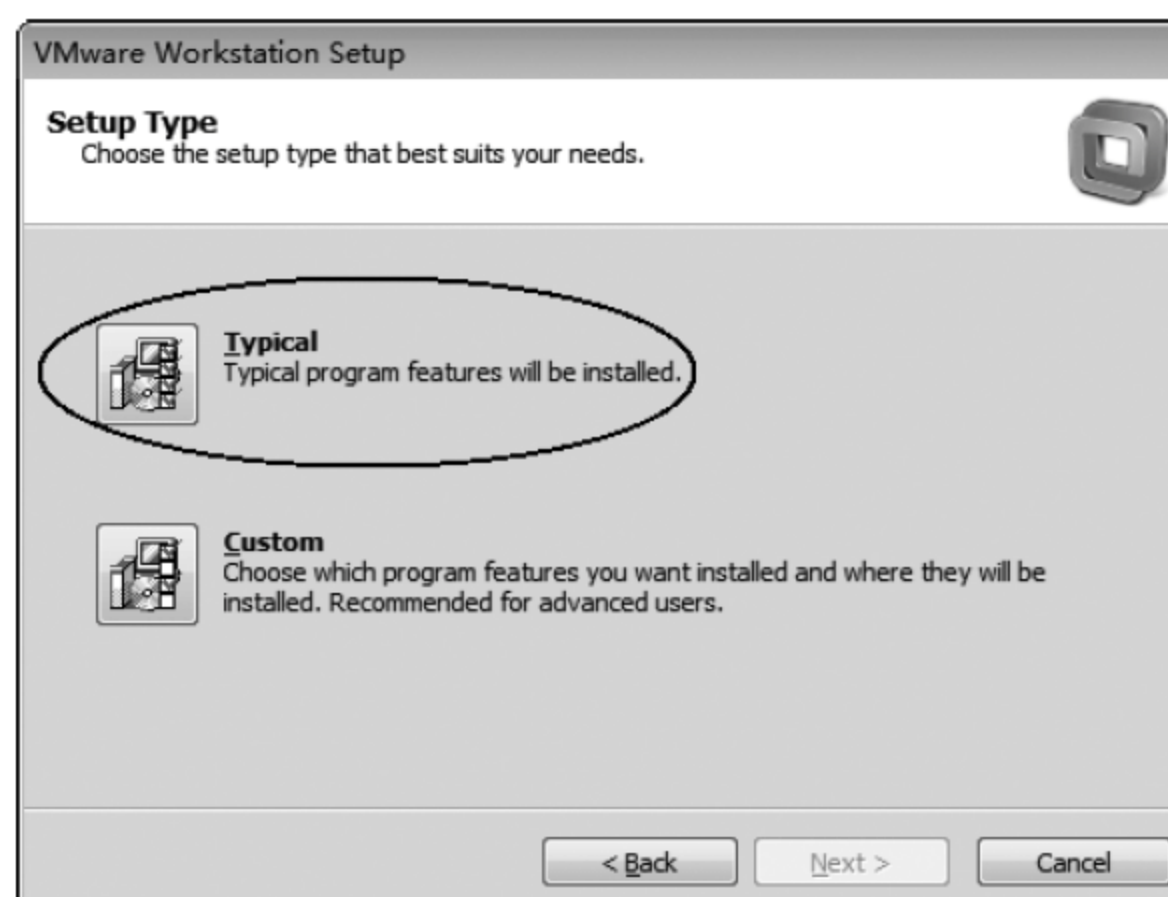 VMware Workstation Setup
Setup Type
Choose the setup type that best suits your needs.
Typical
Typical program features will be installed.
Custom
Choose which program features you want installed and where they will be
installed. Recommended for advanced users.
< Back
Next >
Cancel